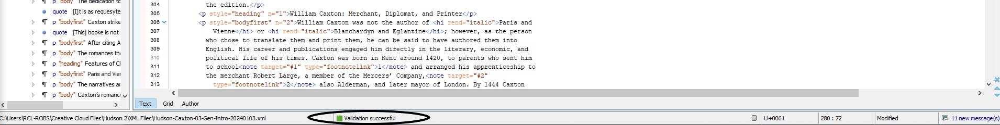 p "body" The dedication to
quote [I]t is as requesyte
p "bodyfirst" Caxton strike
quote [This] booke is not
p "bodyfirst" After citing A
p "body" The romances the
p "heading" Features of Cl
p "bodyfirst" Paris and Vier
p "body" The narratives ar
p "body" Caxton's romanc
304 the edition.</p>
305 <p style="heading" n="1">William Caxton: Merchant, Diplomat, and Printer</p>
306 <p style="bodyfirst" n="2">William Caxton was not the author of <hi rend="italic">Paris and
307 Vienne</hi> or <hi rend="italic">Blanchardyn and Eglantine</hi>; however, as the person
308 who chose to translate them and print them, he can be said to have authored them into
309 English. His career and publications engaged him directly in the literary, economic, and
310 political life of his times. Caxton was born in Kent around 1420, to parents who sent him
311 to school<note target="#1" type="footnotelink">1</note> and arranged his apprenticeship to
312 the merchant Robert Large, a member of the Mercers’ Company,<note target="#2"
313 type="footnotelink">2</note> also Alderman, and later mayor of London. By 1444 Caxton
Text Grid Author
C:\Users\RCL-ROBS\Creative Cloud Files\Hudson 2\XML Files\Hudson-Caxton-03-Gen-Intro-20240103.xml Validation successful U+0061 280 : 72 Modified 11 new message(s)